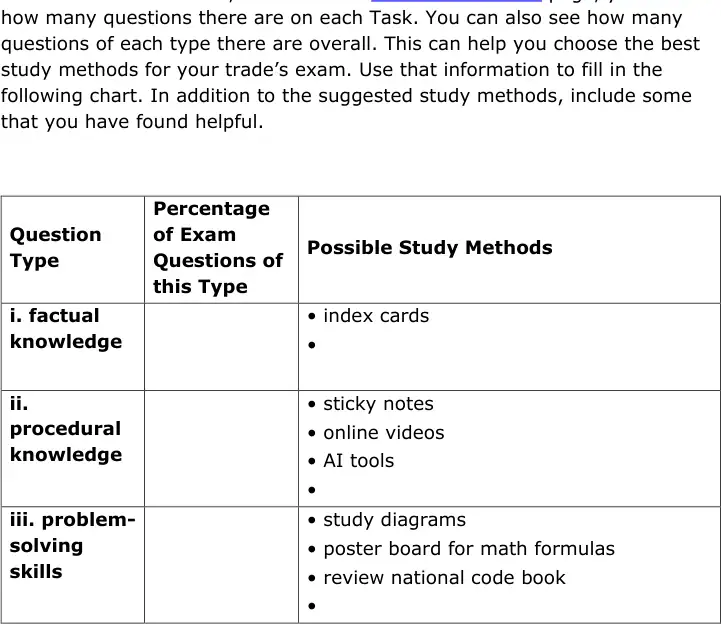 how many questions there are on each Task. You can also see how many
questions of each type there are overall. This can help you choose the best
study methods for your trade’s exam. Use that information to fill in the
following chart. In addition to the suggested study methods, include some
that you have found helpful.
Question
Type
Percentage
of Exam
Questions of
this Type
Possible Study Methods
i. factual
knowledge
• index cards
•
ii.
procedural
knowledge
• sticky notes
• online videos
• AI tools
•
iii. problem-
solving
skills
• study diagrams
• poster board for math formulas
• review national code book
•